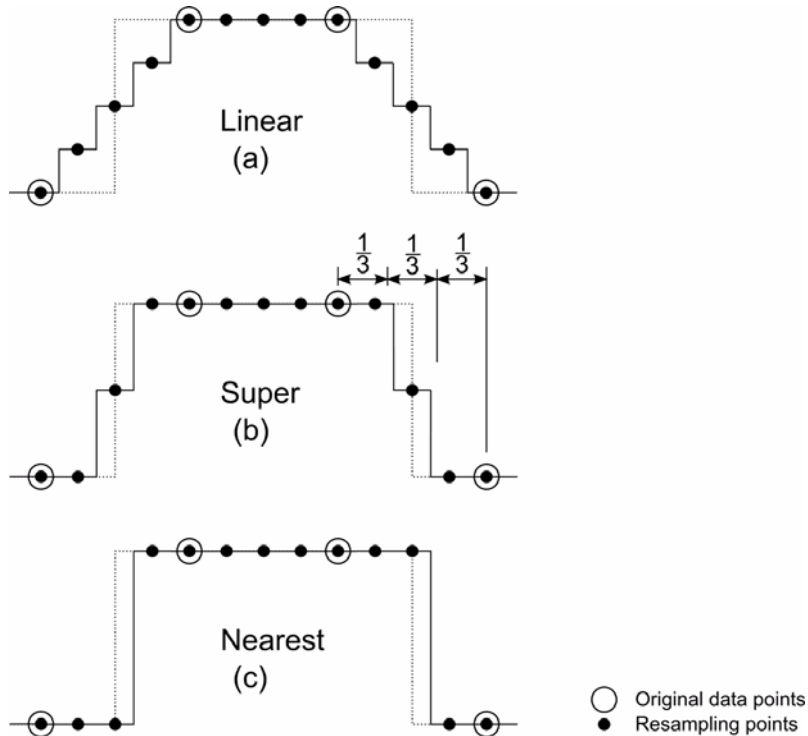 Linear
(a)
1/3 1/3 1/3
Super
(b)
Nearest
(c)
Original data points
Resampling points